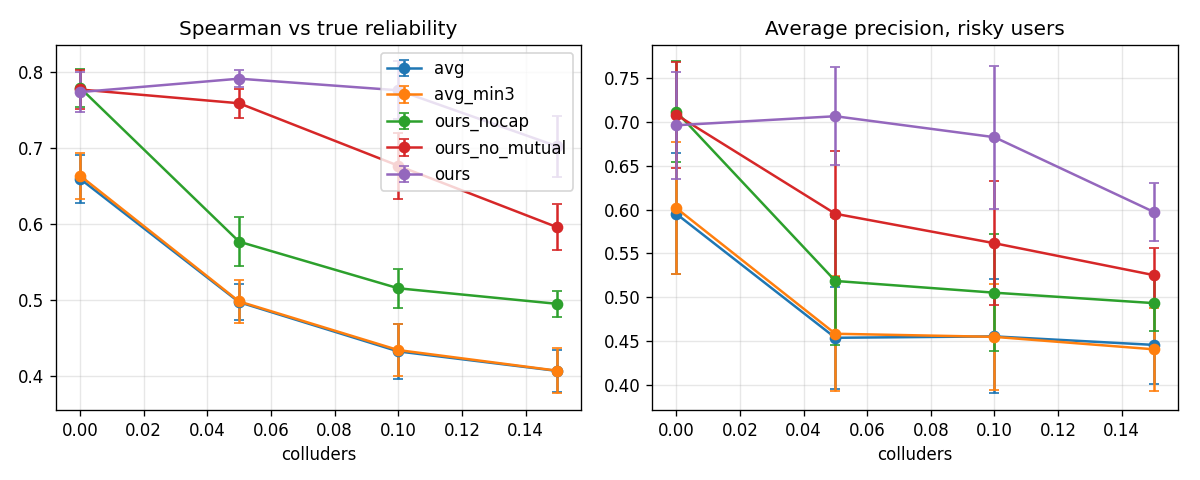 Spearman vs true reliability
0.8
0.7
0.6
0.5
0.4
0.00 0.02 0.04 0.06 0.08 0.10 0.12 0.14
colluders
avg
avg_min3
ours_nocap
ours_no_mutual
ours
Average precision, risky users
0.75
0.70
0.65
0.60
0.55
0.50
0.45
0.40
0.00 0.02 0.04 0.06 0.08 0.10 0.12 0.14
colluders